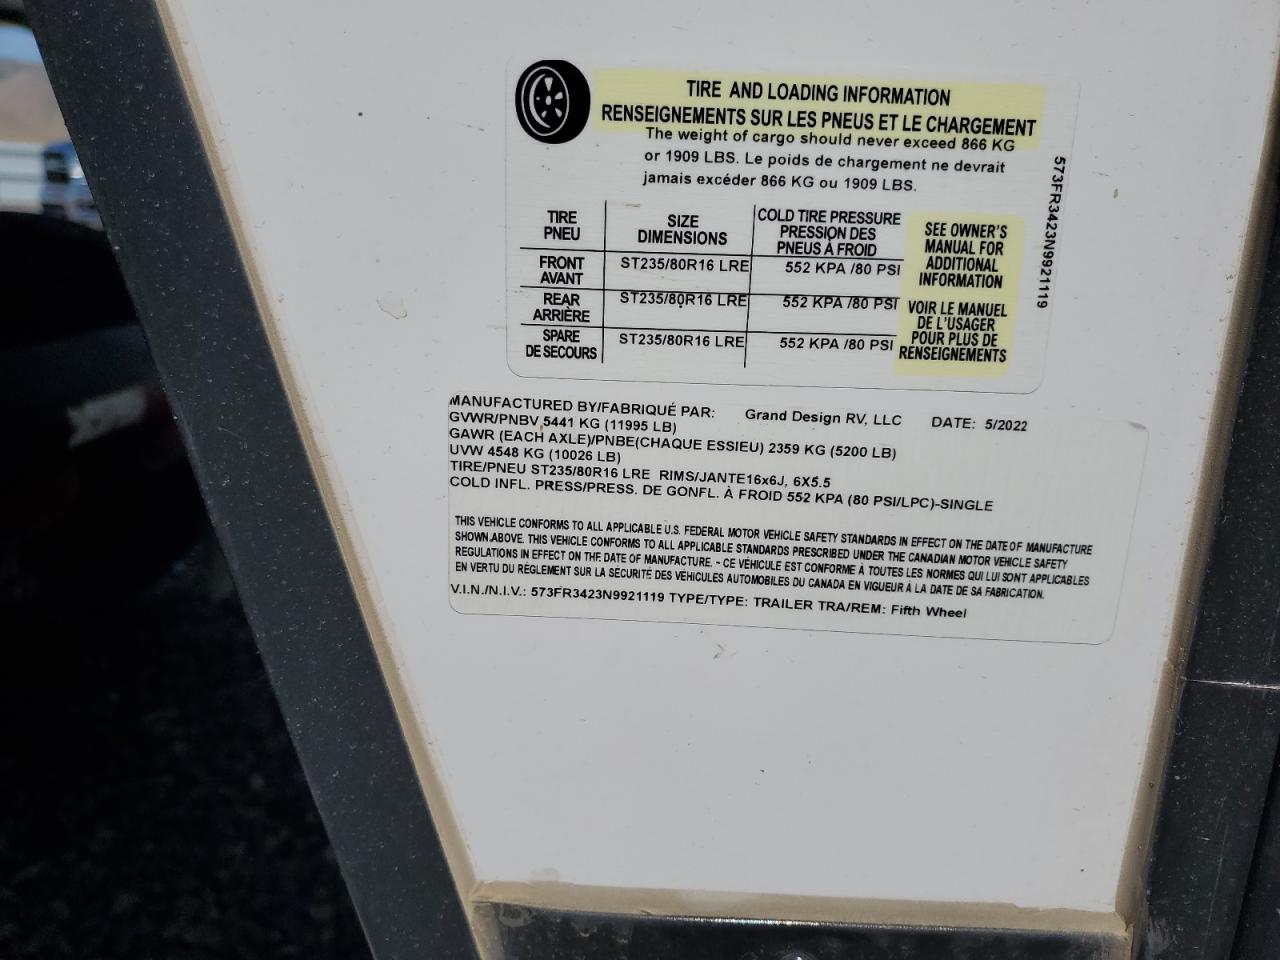 TIRE AND LOADING INFORMATION
RENSEIGNEMENTS SUR LES PNEUS ET LE CHARGEMENT
The weight of cargo should never exceed 866 KG
or 1909 LBS. Le poids de chargement ne devrait
jamais excéder 866 KG ou 1909 LBS.
TIRE PNEU
SIZE DIMENSIONS
COLD TIRE PRESSURE PRESSION DES PNEUS À FROID
FRONT AVANT ST235/80R16 LRE 552 KPA /80 PSI
REAR ARRIÈRE ST235/80R16 LRE 552 KPA /80 PSI
SPARE DE SECOURS ST235/80R16 LRE 552 KPA /80 PSI
SEE OWNER'S
MANUAL FOR
ADDITIONAL
INFORMATION
VOIR LE MANUEL
DE L'USAGER
POUR PLUS DE
RENSEIGNEMENTS
573FR3423N9921119
MANUFACTURED BY/FABRIQUÉ PAR: Grand Design RV, LLC DATE: 5/2022
GVWR/PNBV 5441 KG (11995 LB)
GAWR (EACH AXLE)/PNBE(CHAQUE ESSIEU) 2359 KG (5200 LB)
UVW 4548 KG (10026 LB)
TIRE/PNEU ST235/80R16 LRE RIMS/JANTE16x6J, 6X5.5
COLD INFL. PRESS/PRESS. DE GONFL. À FROID 552 KPA (80 PSI/LPC)-SINGLE
THIS VEHICLE CONFORMS TO ALL APPLICABLE U.S. FEDERAL MOTOR VEHICLE SAFETY STANDARDS IN EFFECT ON THE DATE OF MANUFACTURE
SHOWN ABOVE. THIS VEHICLE CONFORMS TO ALL APPLICABLE STANDARDS PRESCRIBED UNDER THE CANADIAN MOTOR VEHICLE SAFETY
REGULATIONS IN EFFECT ON THE DATE OF MANUFACTURE. - CE VÉHICULE EST CONFORME À TOUTES LES NORMES QUI LUI SONT APPLICABLES
EN VERTU DU RÈGLEMENT SUR LA SÉCURITÉ DES VÉHICULES AUTOMOBILES DU CANADA EN VIGUEUR À LA DATE DE SA FABRICATION.
V.I.N./N.I.V.: 573FR3423N9921119 TYPE/TYPE: TRAILER TRA/REM: Fifth Wheel